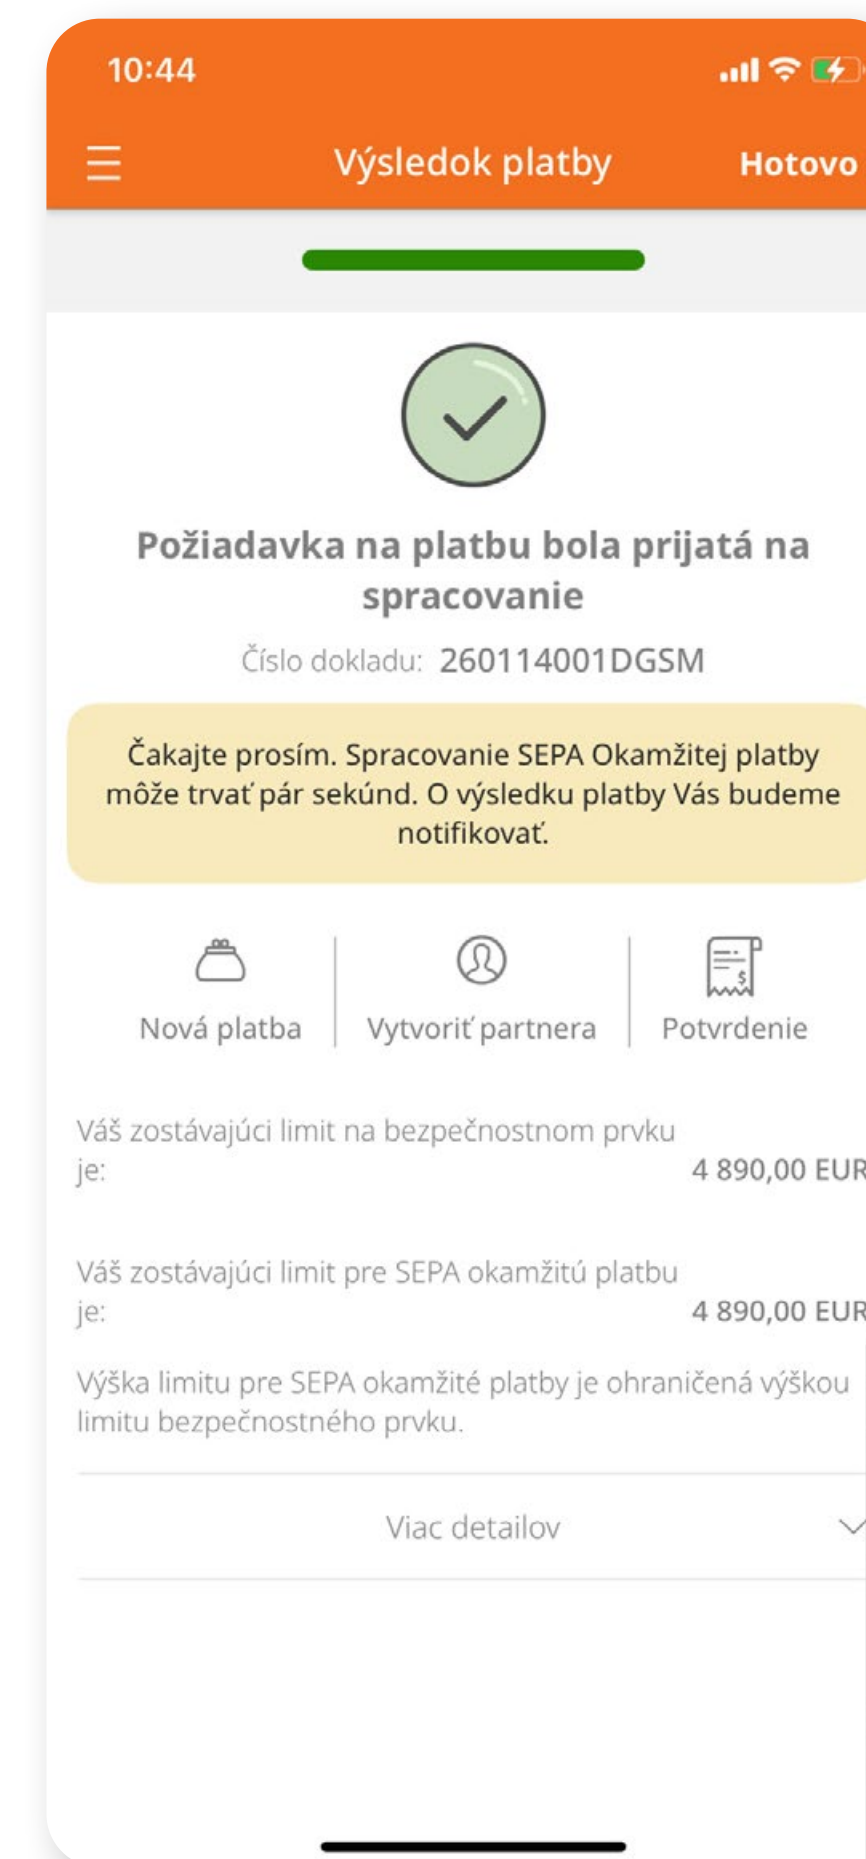 10:44
Výsledok platby
Hotovo
Požiadavka na platbu bola prijatá na
spracovanie
Číslo dokladu: 260114001DGSM
Čakajte prosím. Spracovanie SEPA Okamžitej platby
môže trvať pár sekúnd. O výsledku platby Vás budeme
notifikovať.
Nová platba
Vytvoriť partnera
Potvrdenie
Váš zostávajúci limit na bezpečnostnom prvku
je:
4 890,00 EUR
Váš zostávajúci limit pre SEPA okamžitú platbu
je:
4 890,00 EUR
Výška limitu pre SEPA okamžité platby je ohraničená výškou
limitu bezpečnostného prvku.
Viac detailov